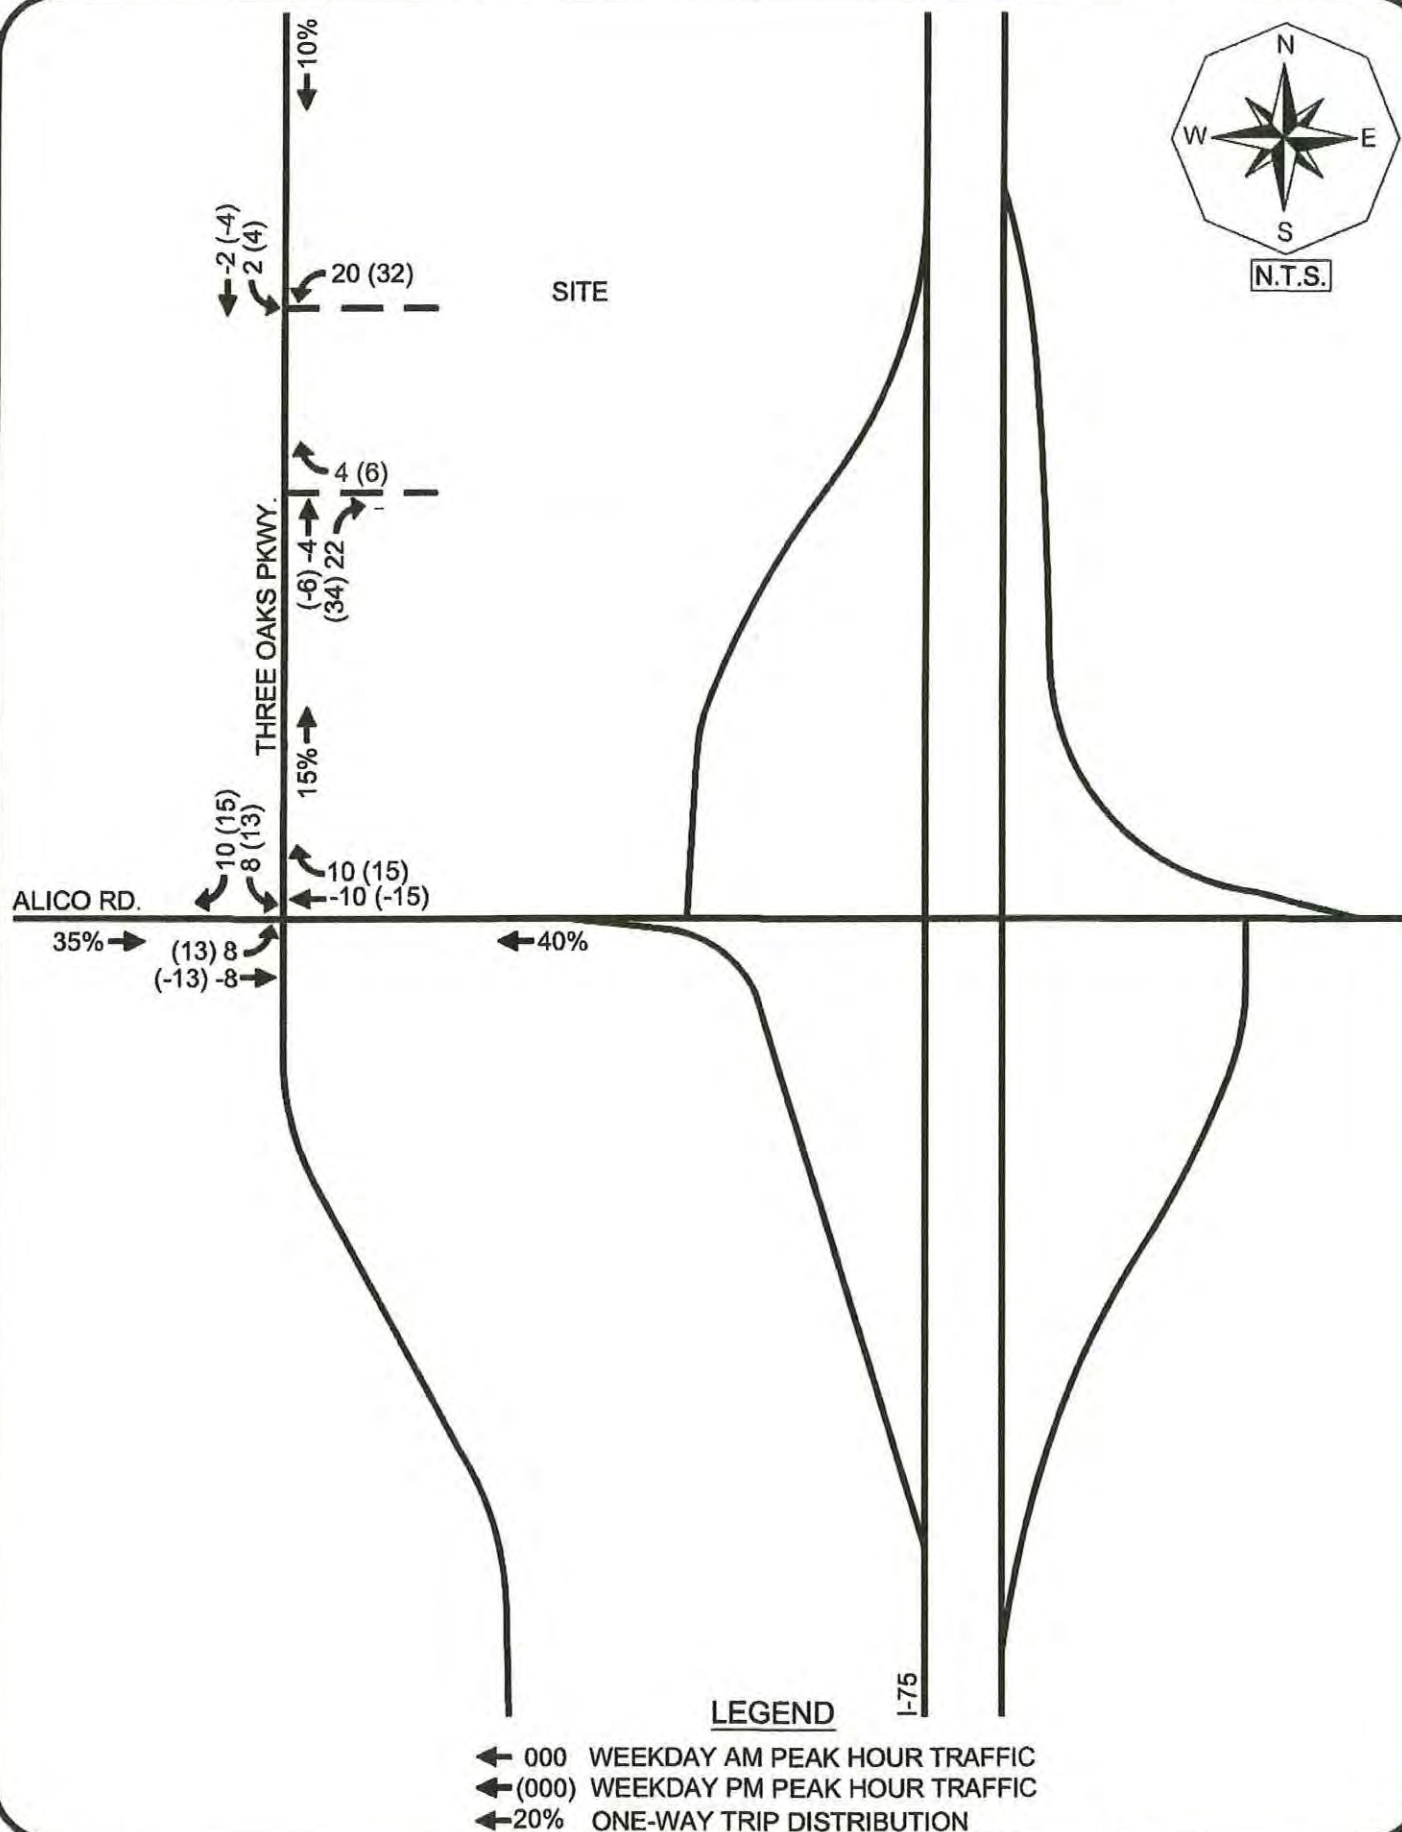 10%
N
W
E
S
N.T.S.
-2 (-4)
2 (4)
20 (32)
SITE
4 (6)
(-6) -4
(34) 22
THREE OAKS PKWY.
15%
10 (15)
8 (13)
10 (15)
-10 (-15)
ALICO RD.
35%
(13) 8
(-13) -8
40%
I-75
LEGEND
000 WEEKDAY AM PEAK HOUR TRAFFIC
(000) WEEKDAY PM PEAK HOUR TRAFFIC
20% ONE-WAY TRIP DISTRIBUTION